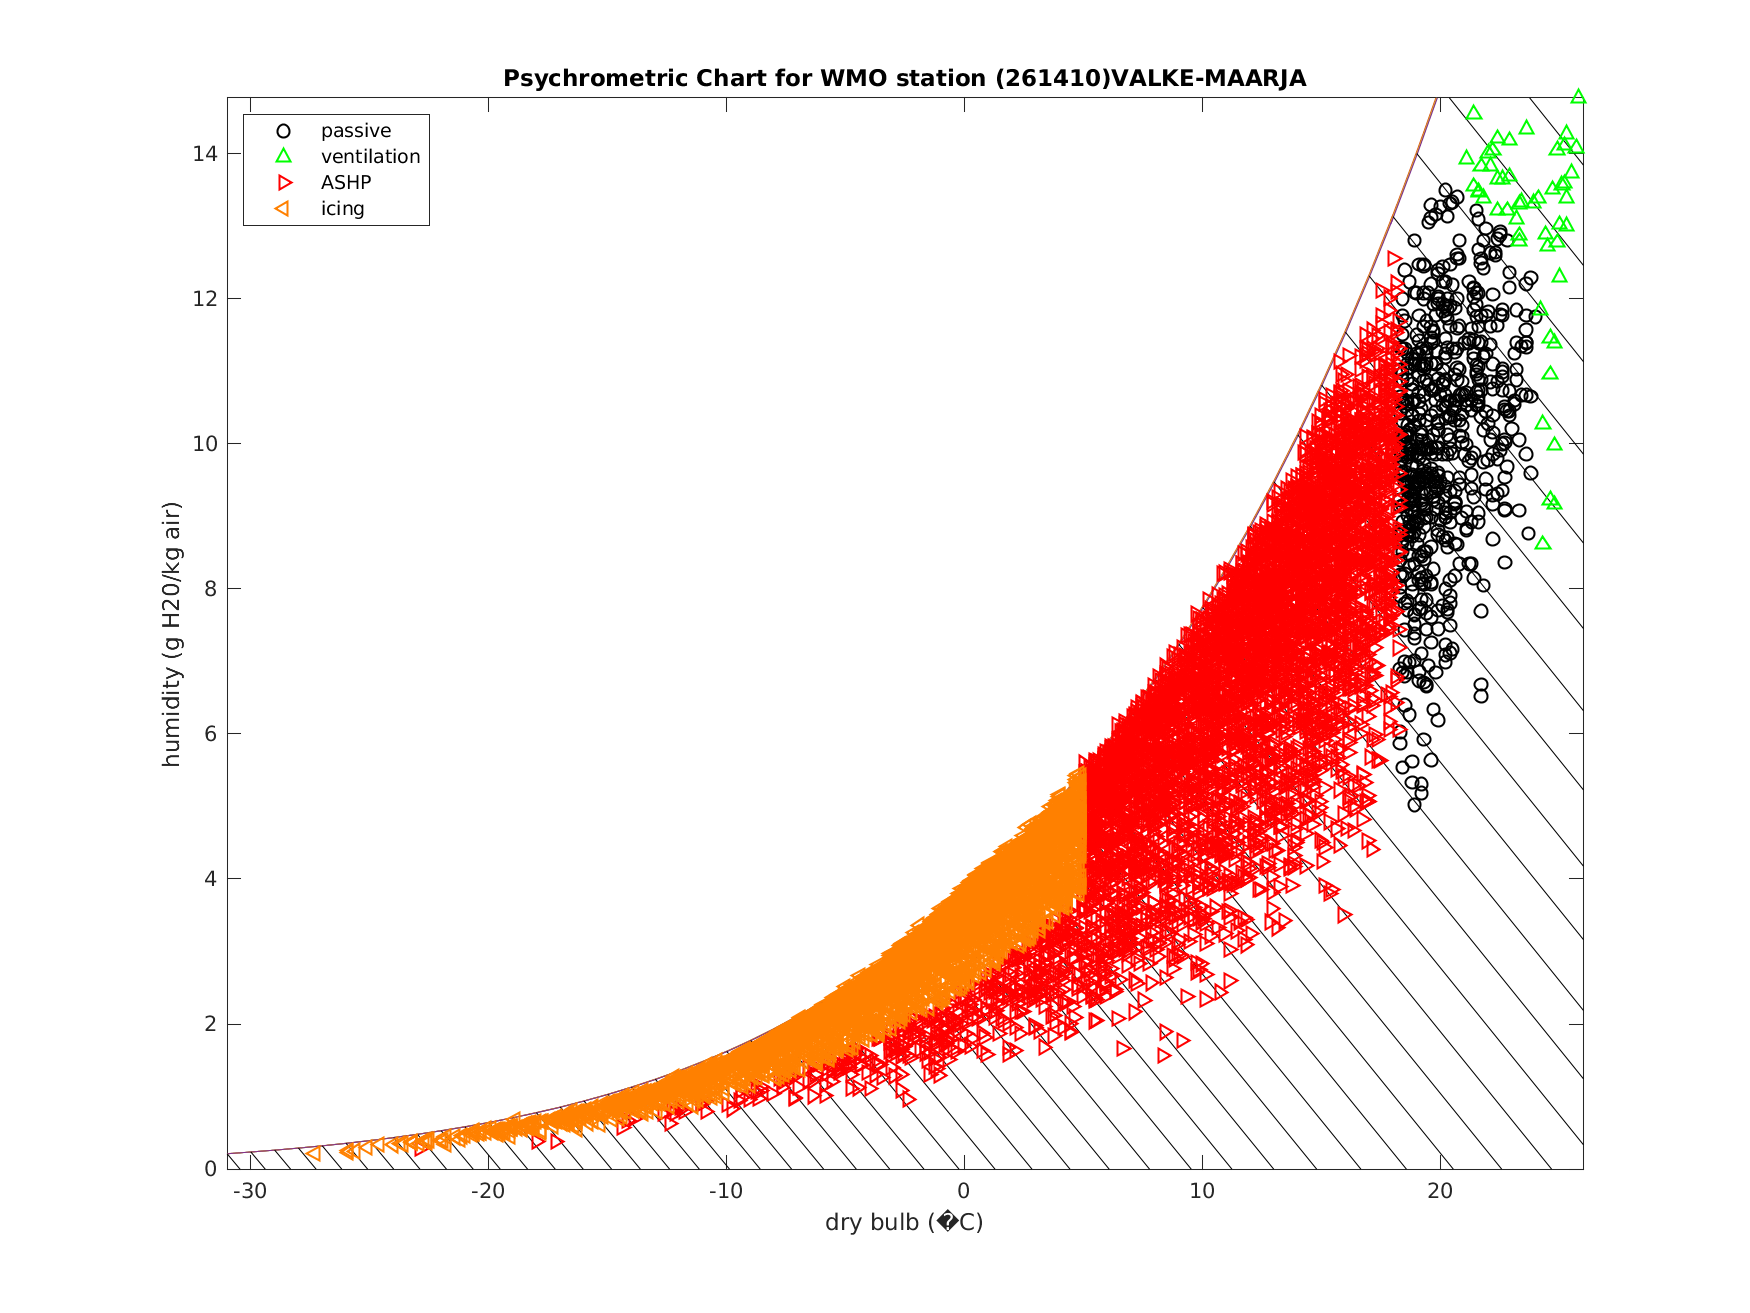 Psychrometric Chart for WMO station (261410)VALKE-MAARJA
passive
ventilation
ASHP
icing
humidity (g H20/kg air)
14
12
10
8
6
4
2
0
-30 -20 -10 0 10 20
dry bulb (�C)